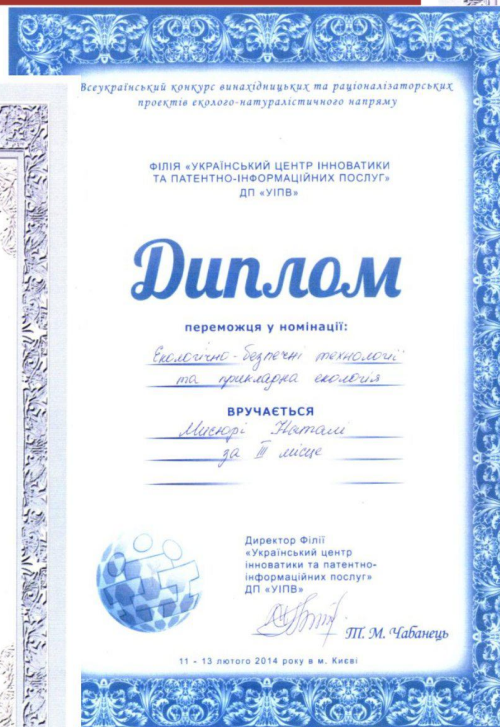 Всеукраїнський конкурс винахідницьких та раціоналізаторських
проектів еколого-натуралістичного напряму
ФІЛІЯ «УКРАЇНСЬКИЙ ЦЕНТР ІННОВАТИКИ
ТА ПАТЕНТНО-ІНФОРМАЦІЙНИХ ПОСЛУГ»
ДП «УІПВ»
Диплом
переможця у номінації:
Екологічно-безпечні технології
та прикладна екологія
ВРУЧАЄТЬСЯ
Мисюрі Наталі
за III місце
Директор Філії
«Український центр
інноватики та патентно-
інформаційних послуг»
ДП «УІПВ»
Т. М. Чабанець
11 - 13 лютого 2014 року в м. Києві